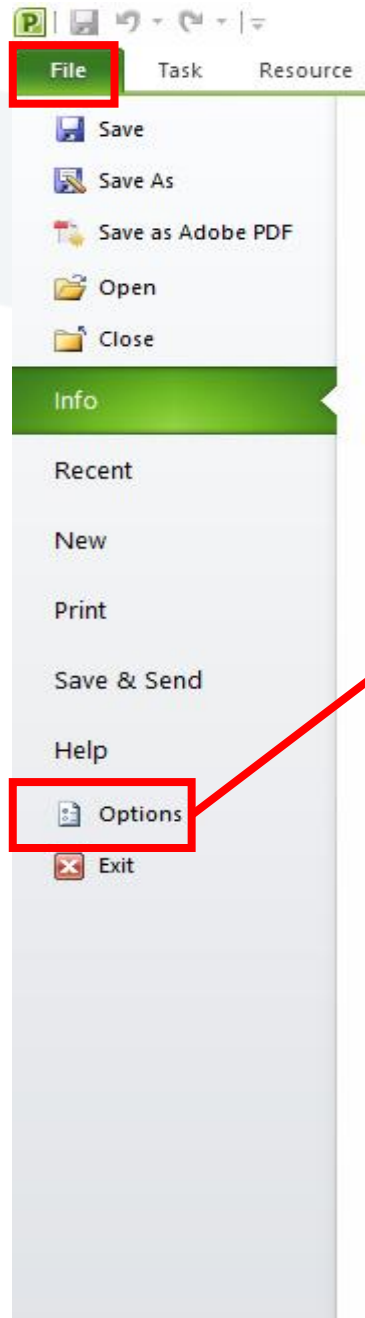 P
File Task Resource
Save
Save As
Save as Adobe PDF
Open
Close
Info
Recent
New
Print
Save & Send
Help
Options
Exit